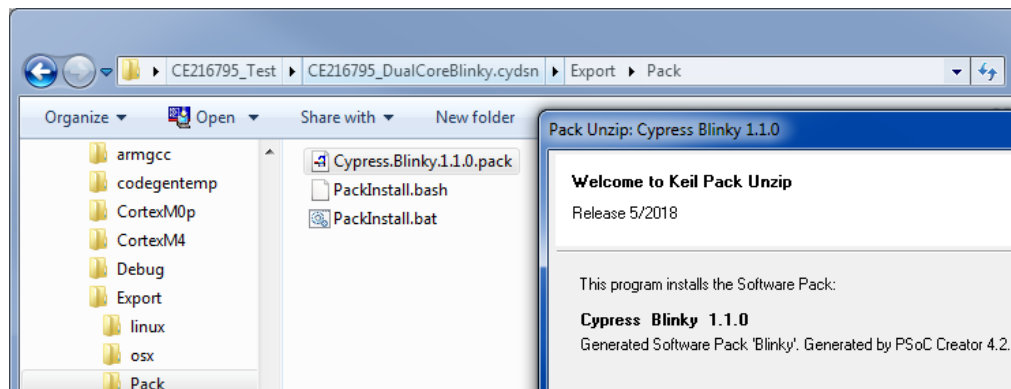 CE216795_Test CE216795_DualCoreBlinky.cydsn Export Pack
Organize Open Share with New folder
armgcc
codegentemp
CortexM0p
CortexM4
Debug
Export
linux
osx
Pack
Cypress.Blinky.1.1.0.pack
PackInstall.bash
PackInstall.bat
Pack Unzip: Cypress Blinky 1.1.0
Welcome to Keil Pack Unzip
Release 5/2018
This program installs the Software Pack:
Cypress Blinky 1.1.0
Generated Software Pack 'Blinky'. Generated by PSoC Creator 4.2.